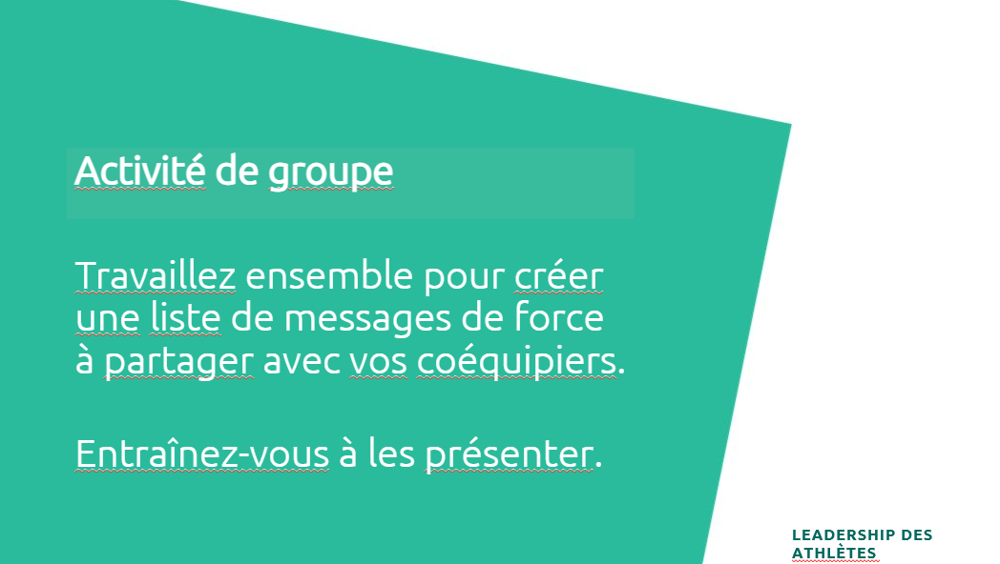 Activité de groupe
Travaillez ensemble pour créer
une liste de messages de force
à partager avec vos coéquipiers.
Entraînez-vous à les présenter.
LEADERSHIP DES
ATHLÈTES